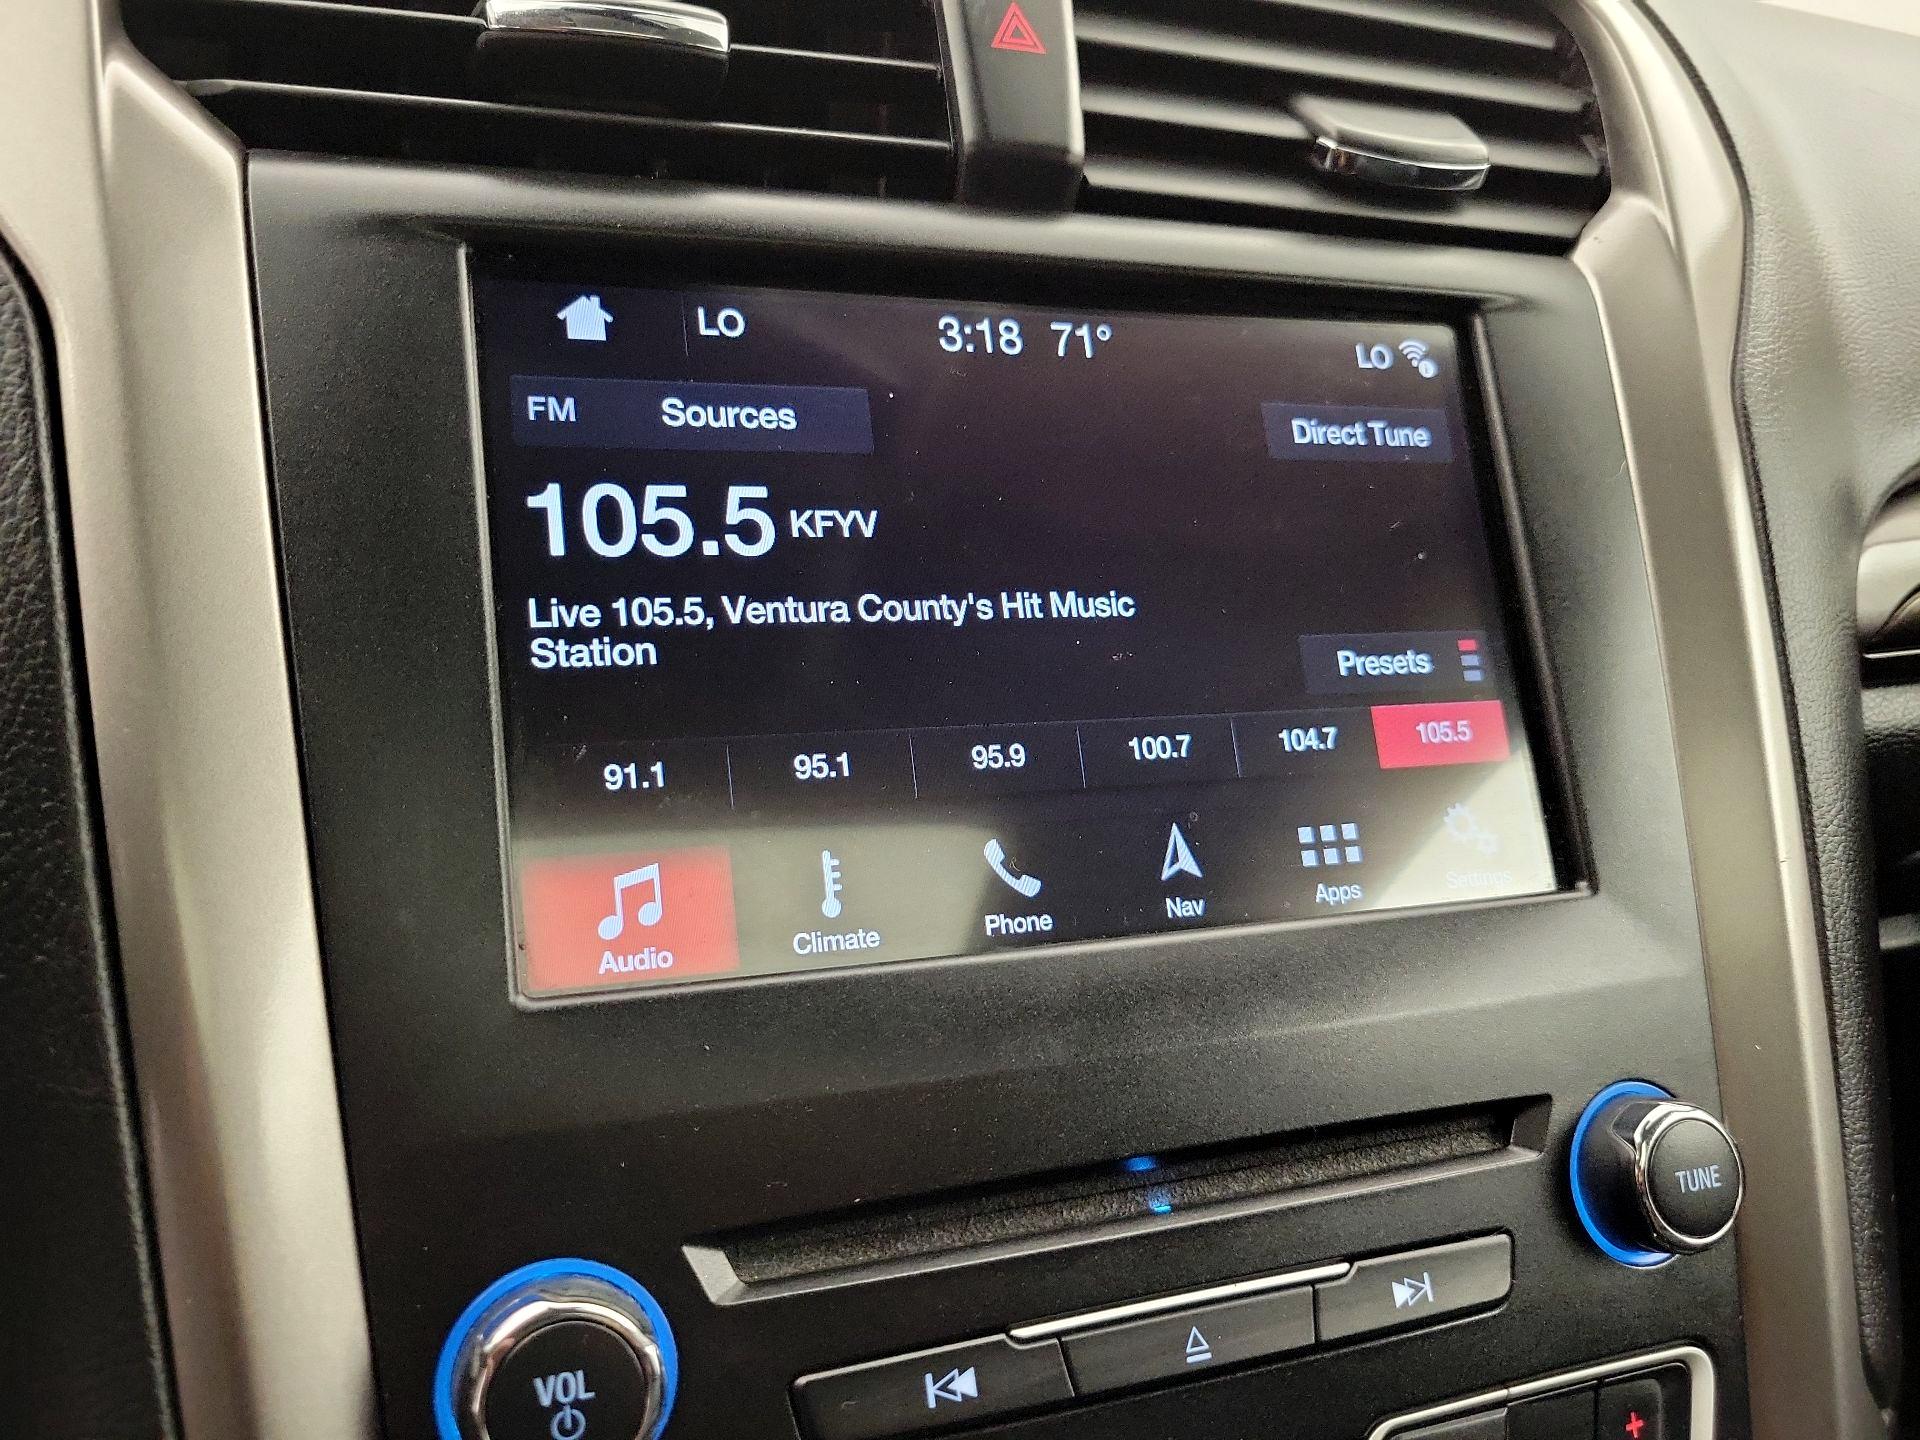 LO 3:18 71° LO
FM Sources Direct Tune
105.5 KFYV
Live 105.5, Ventura County's Hit Music
Station
Presets
91.1 95.1 95.9 100.7 104.7 105.5
Audio Climate Phone Nav Apps Settings
TUNE
VOL
+